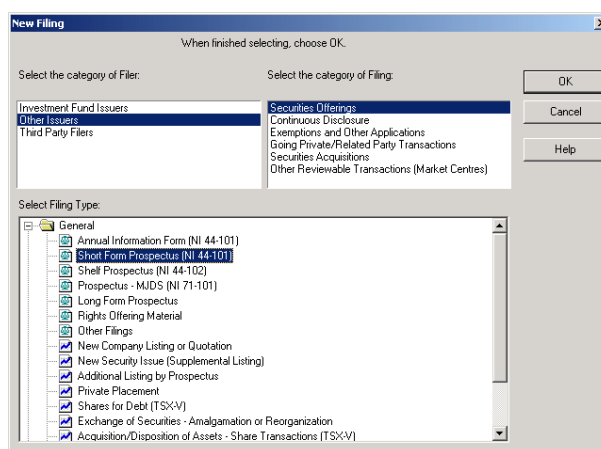 New Filing
When finished selecting, choose OK.
Select the category of Filer:
Select the category of Filing:
OK
Investment Fund Issuers
Other Issuers
Third Party Filers
Securities Offerings
Continuous Disclosure
Exemptions and Other Applications
Going Private/Related Party Transactions
Securities Acquisitions
Other Reviewable Transactions (Market Centres)
Cancel
Help
Select Filing Type:
General
Annual Information Form (NI 44-101)
Short Form Prospectus (NI 44-101)
Shelf Prospectus (NI 44-102)
Prospectus - MJDS (NI 71-101)
Long Form Prospectus
Rights Offering Material
Other Filings
New Company Listing or Quotation
New Security Issue (Supplemental Listing)
Additional Listing by Prospectus
Private Placement
Shares for Debt (TSX-V)
Exchange of Securities - Amalgamation or Reorganization
Acquisition/Disposition of Assets - Share Transactions (TSX-V)